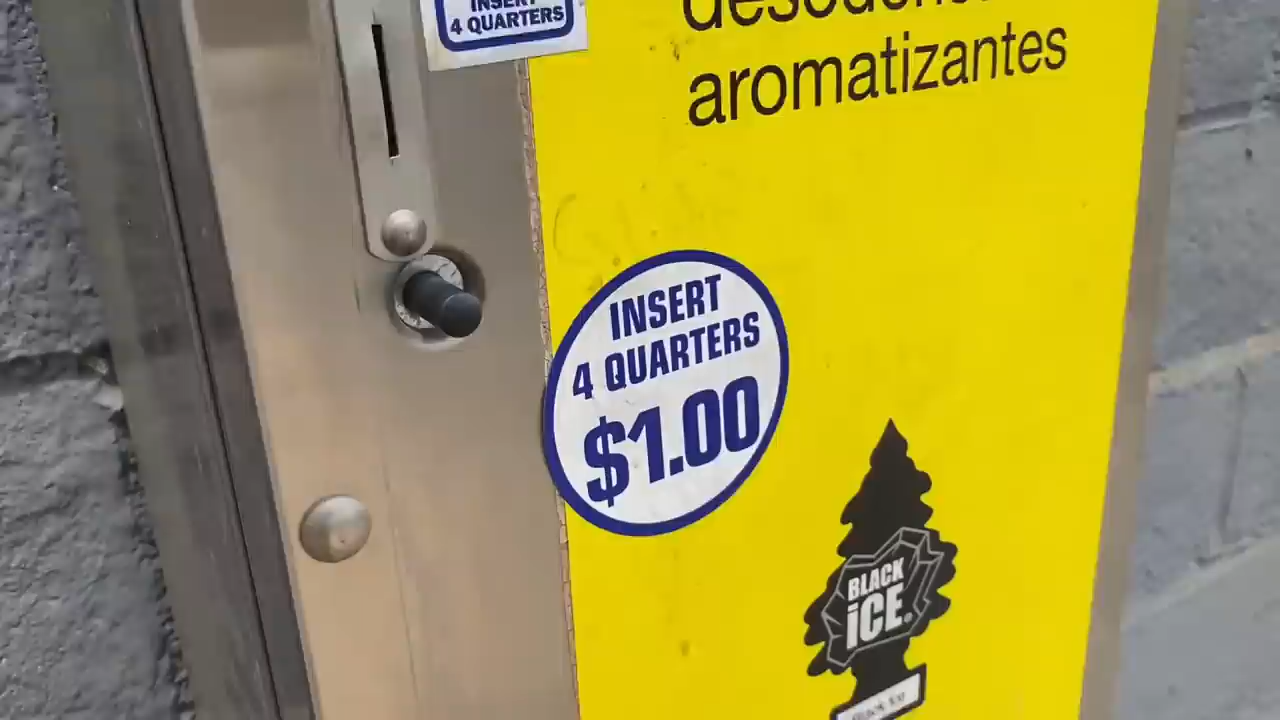 INSERT
4 QUARTERS
aromatizantes
INSERT
4 QUARTERS
$1.00
BLACK
iCE